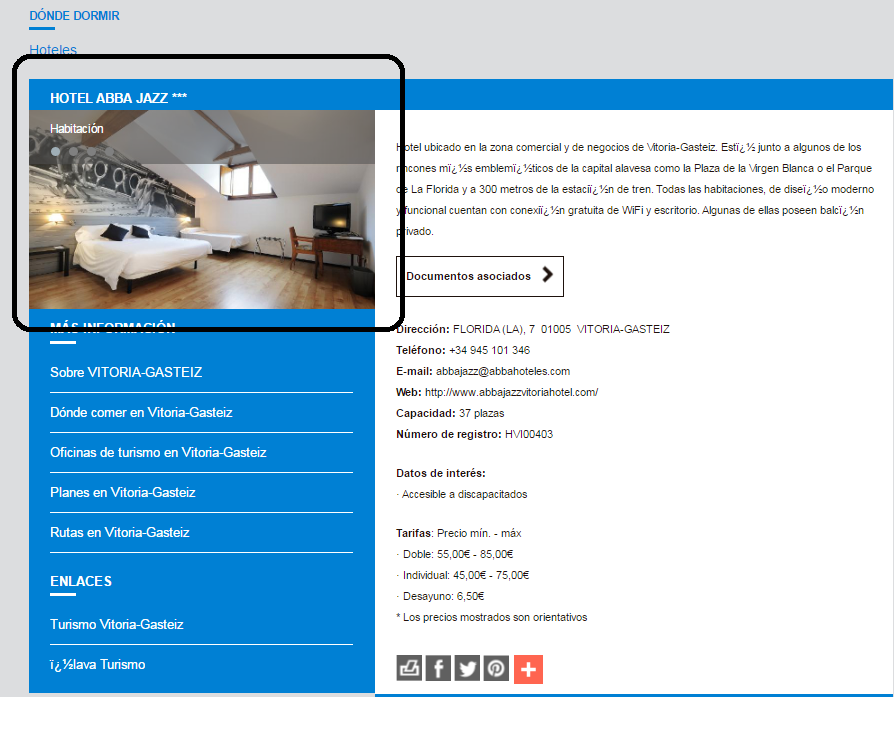 DÓNDE DORMIR
Hoteles
HOTEL ABBA JAZZ ***
Habitación
Hotel ubicado en la zona comercial y de negocios de Vitoria-Gasteiz. Estï¿½ junto a algunos de los
rincones mï¿½s emblemï¿½ticos de la capital alavesa como la Plaza de la Virgen Blanca o el Parque
de La Florida y a 300 metros de la estaciï¿½n de tren. Todas las habitaciones, de diseï¿½o moderno
y funcional cuentan con conexiï¿½n gratuita de WiFi y escritorio. Algunas de ellas poseen balcï¿½n
privado.
Documentos asociados
Dirección: FLORIDA (LA), 7 01005 VITORIA-GASTEIZ
Teléfono: +34 945 101 346
E-mail: abbajazz@abbahoteles.com
Web: http://www.abbajazzvitoriahotel.com/
Capacidad: 37 plazas
Número de registro: HVI00403
Datos de interés:
· Accesible a discapacitados
Tarifas: Precio mín. - máx
· Doble: 55,00€ - 85,00€
· Individual: 45,00€ - 75,00€
· Desayuno: 6,50€
* Los precios mostrados son orientativos
MÁS INFORMACIÓN
Sobre VITORIA-GASTEIZ
Dónde comer en Vitoria-Gasteiz
Oficinas de turismo en Vitoria-Gasteiz
Planes en Vitoria-Gasteiz
Rutas en Vitoria-Gasteiz
ENLACES
Turismo Vitoria-Gasteiz
ï¿½lava Turismo